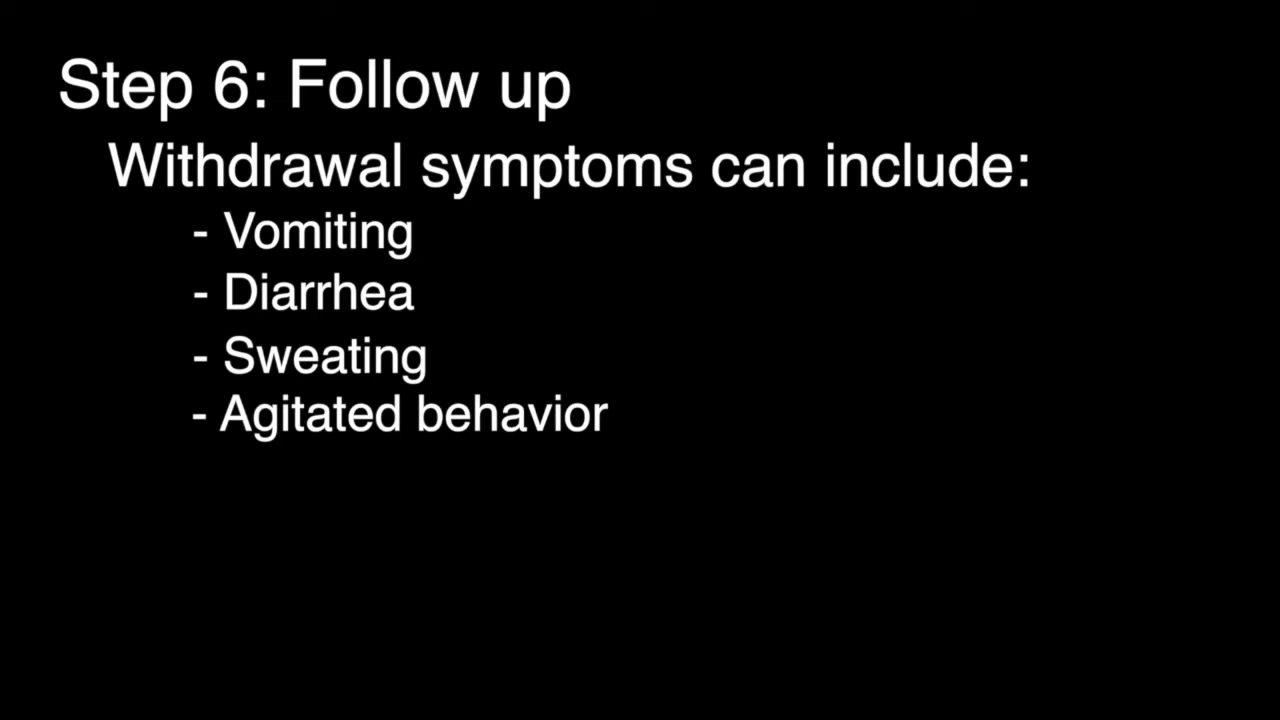 Step 6: Follow up
Withdrawal symptoms can include:
- Vomiting
- Diarrhea
- Sweating
- Agitated behavior